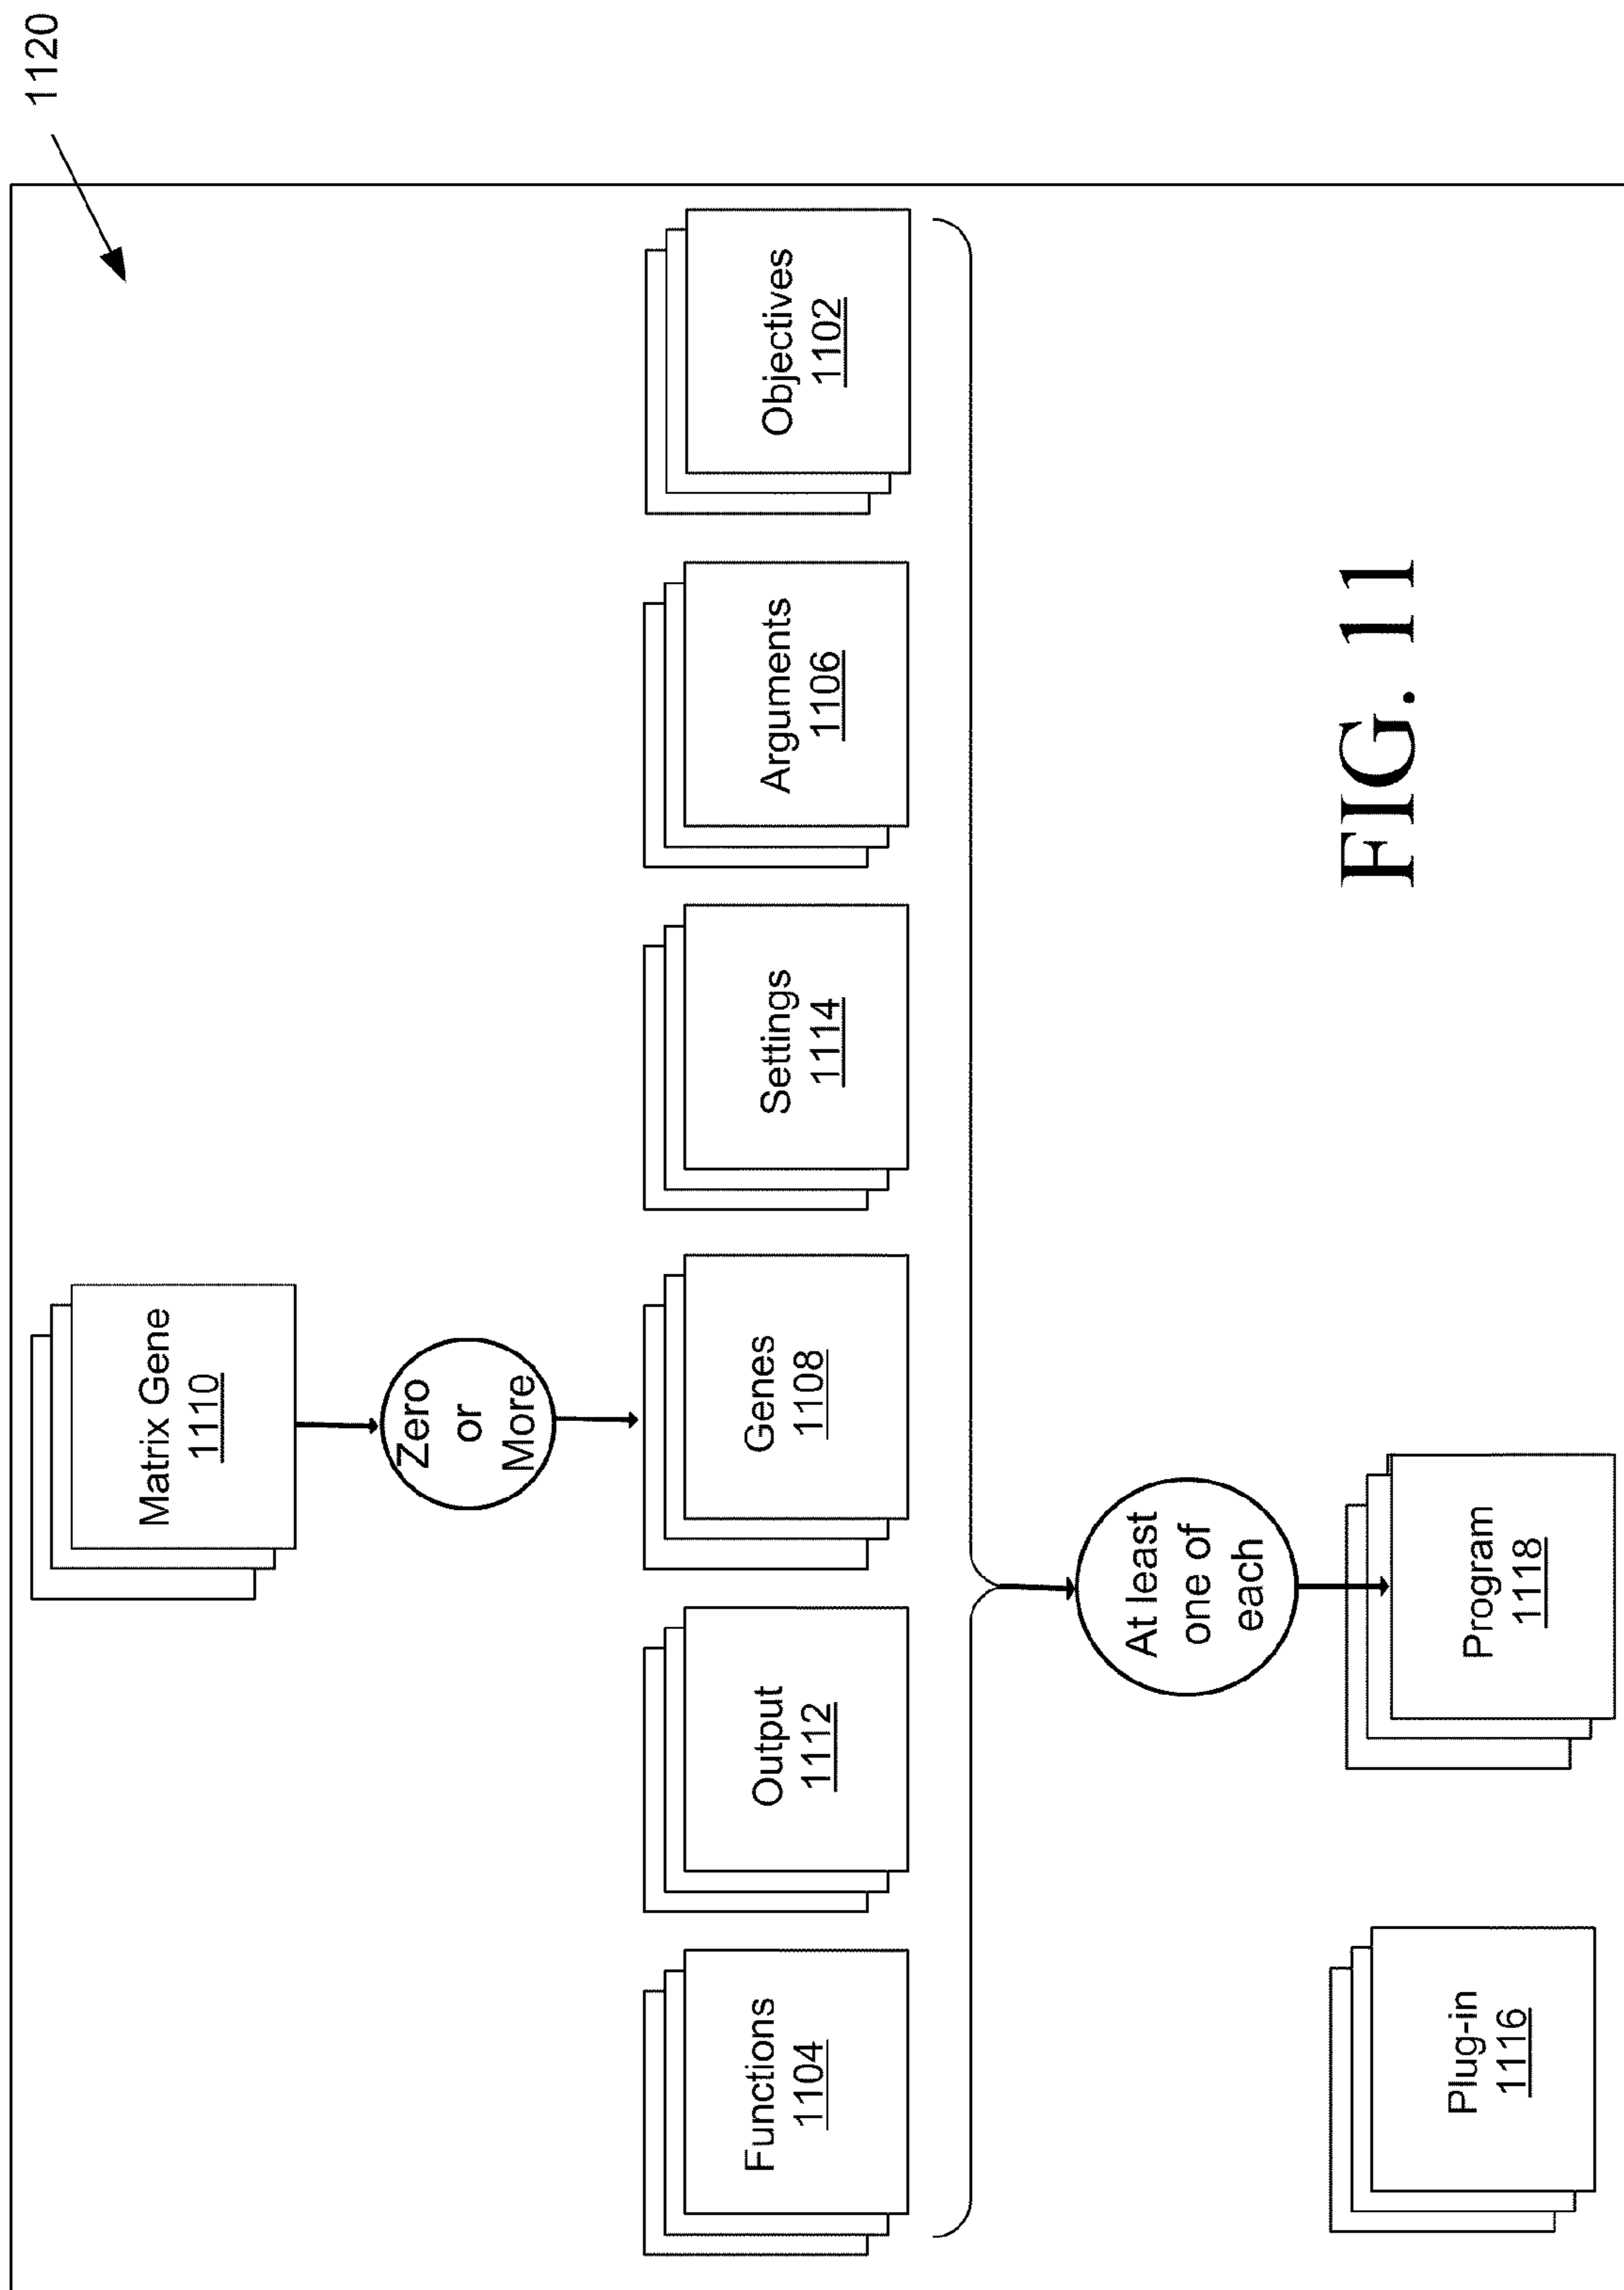 1120
Matrix Gene
1110
Zero
or
More
Functions
1104
Output
1112
Genes
1108
Settings
1114
Arguments
1106
Objectives
1102
At least
one of
each
Plug-in
1116
Program
1118
FIG. 11